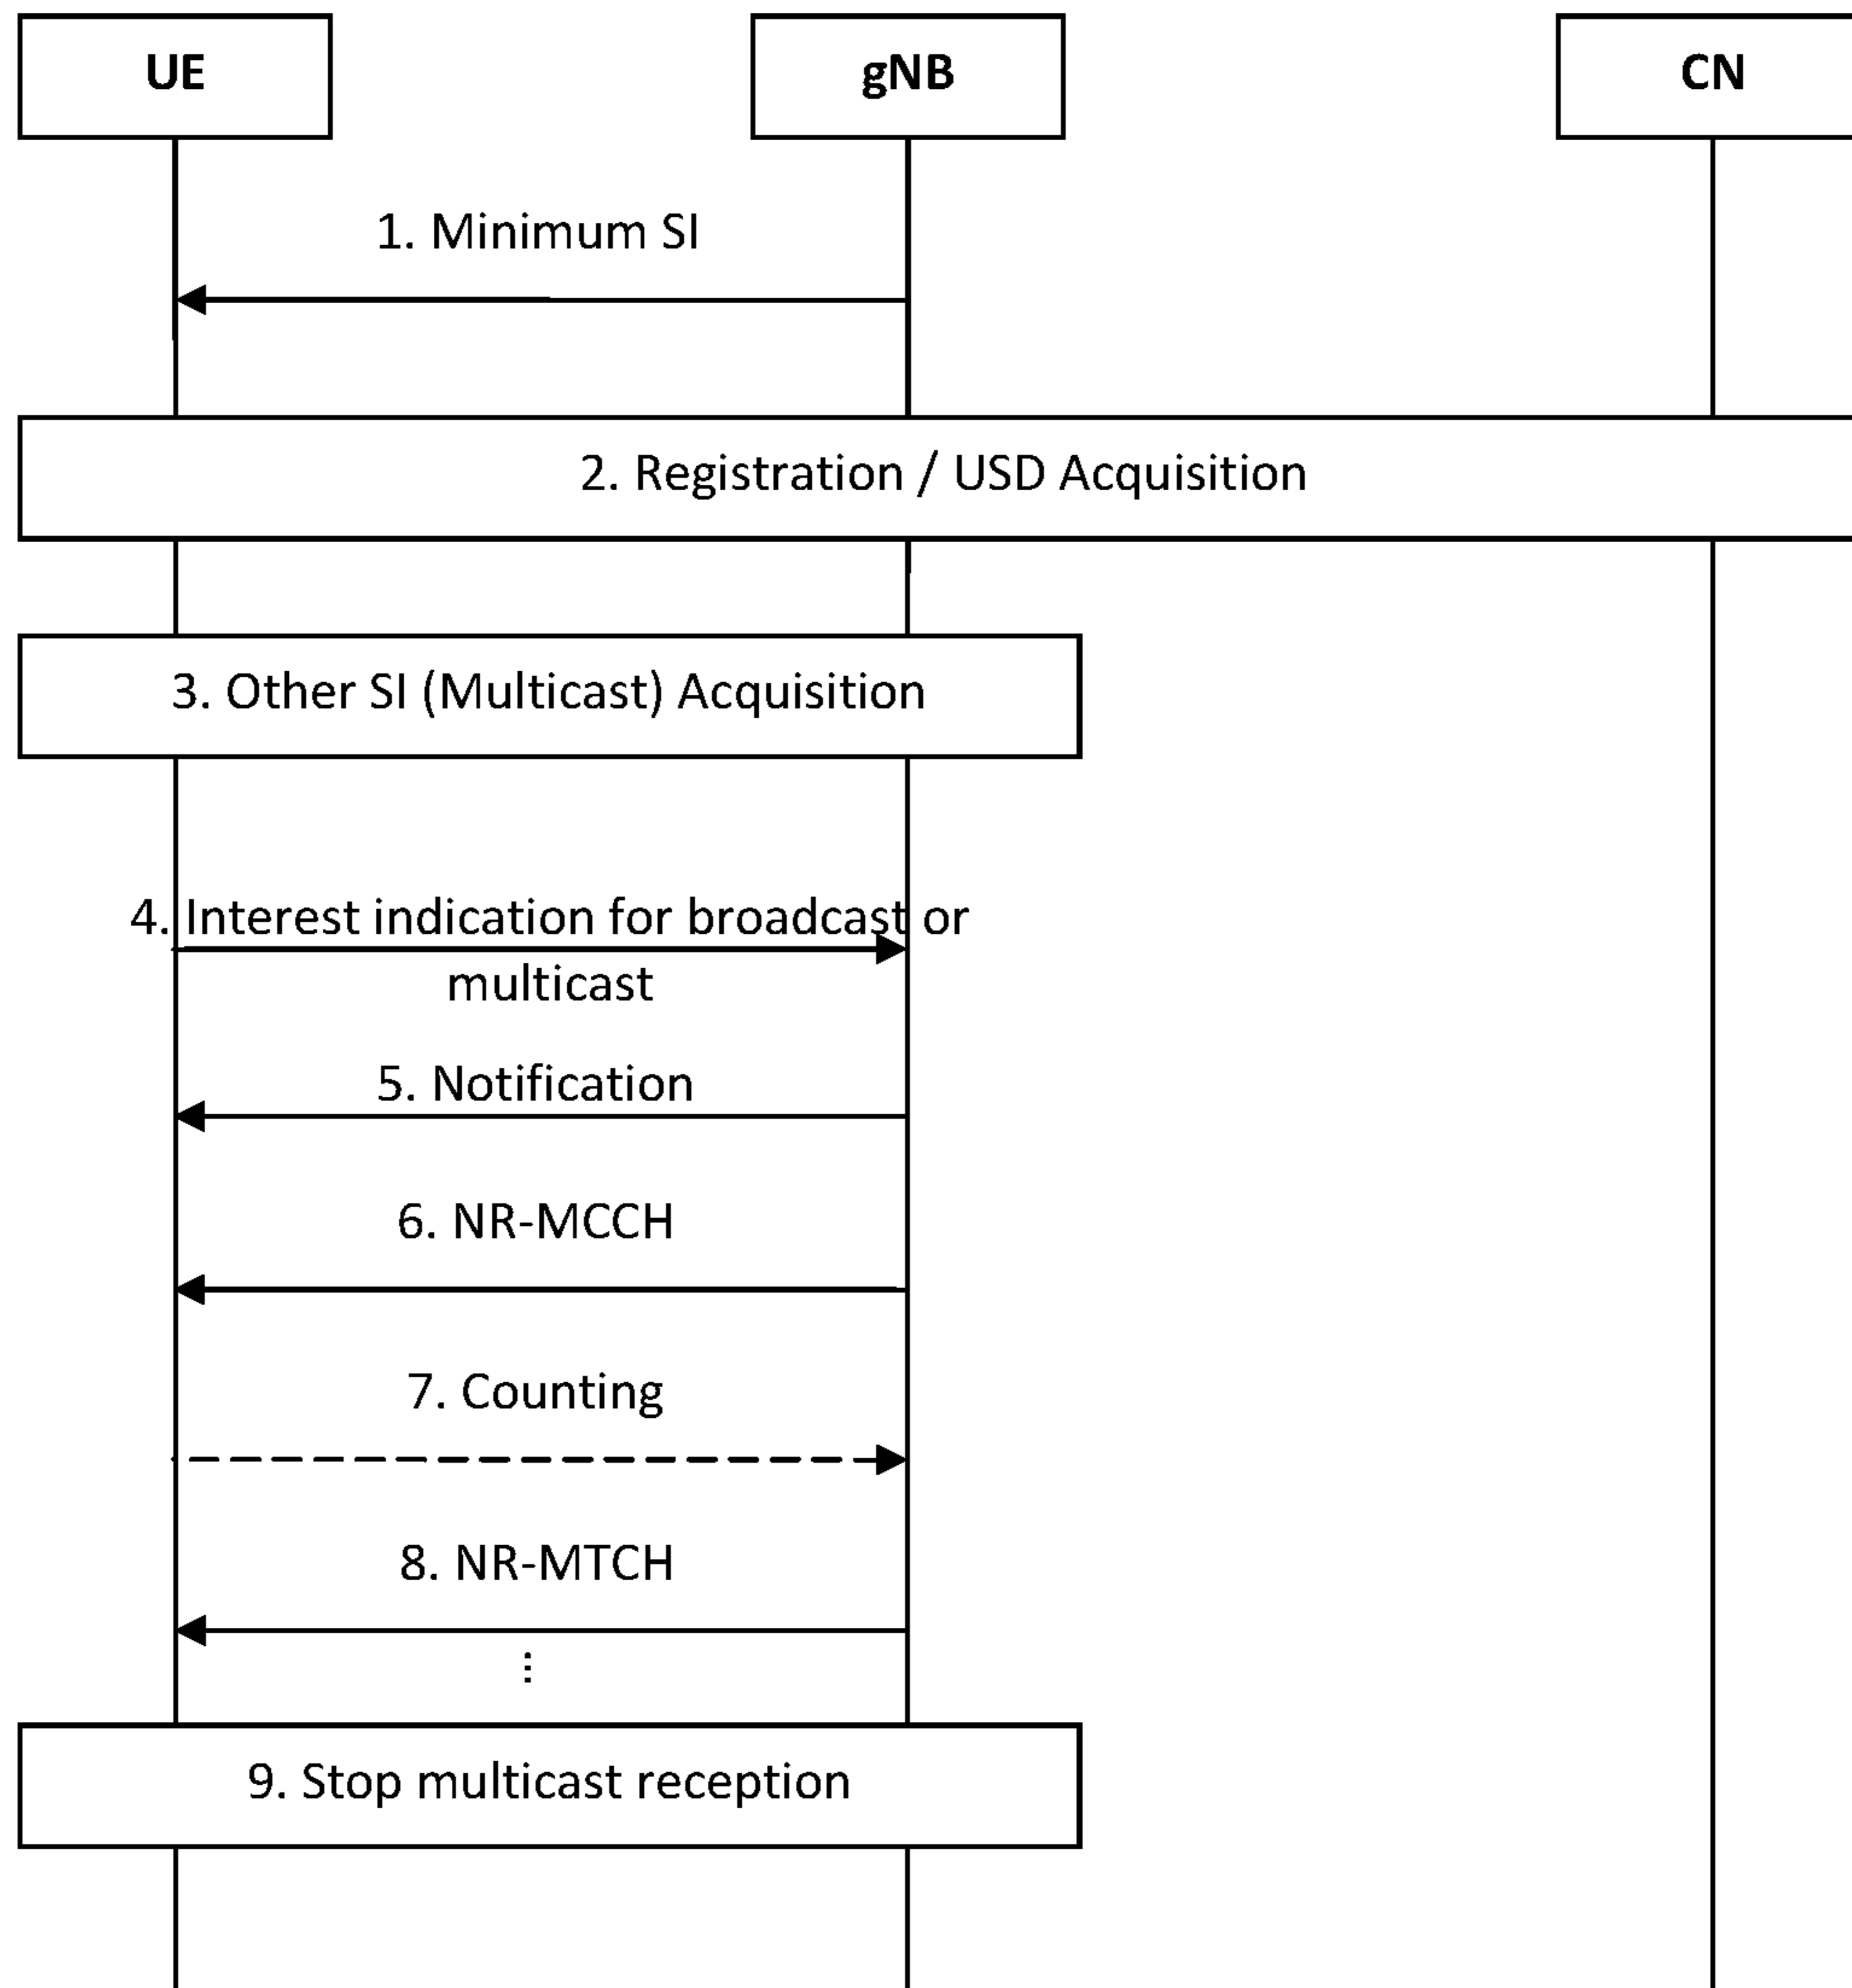 UE
gNB
CN
1. Minimum SI
2. Registration / USD Acquisition
3. Other SI (Multicast) Acquisition
4. Interest indication for broadcast or
multicast
5. Notification
6. NR-MCCH
7. Counting
8. NR-MTCH
⋮
9. Stop multicast reception